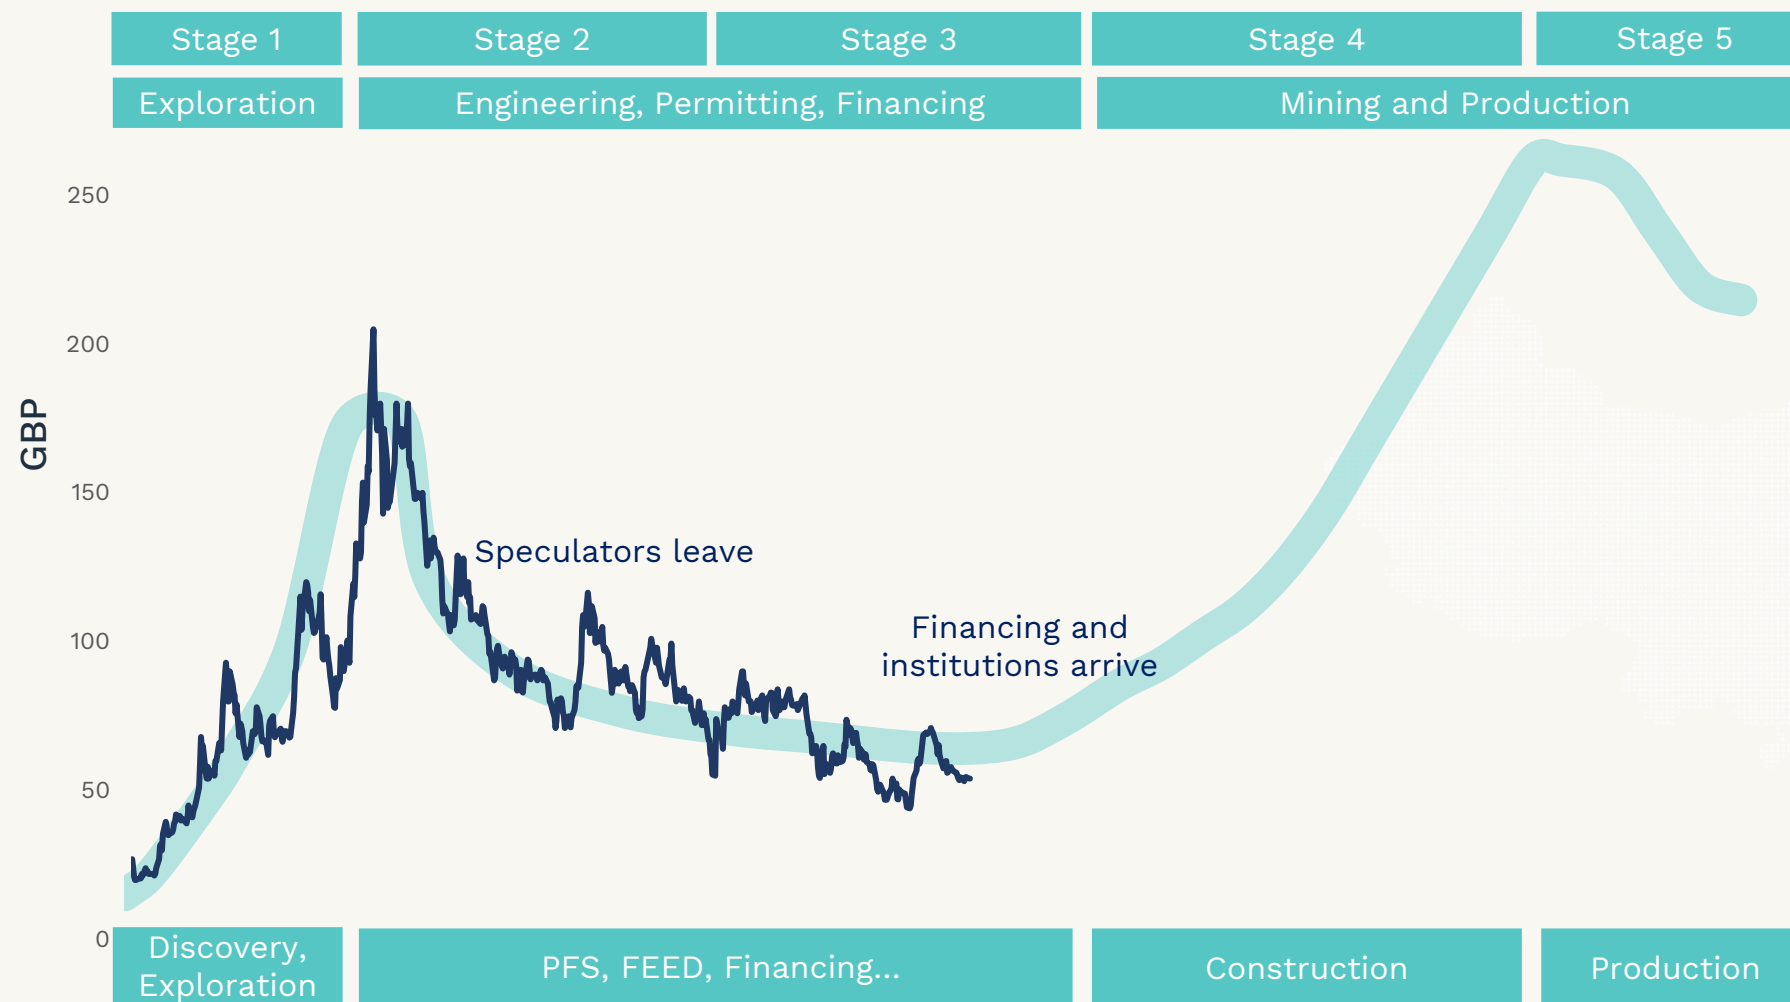 Stage 1
Stage 2
Stage 3
Stage 4
Stage 5
Exploration
Engineering, Permitting, Financing
Mining and Production
250
200
150
100
50
0
GBP
Speculators leave
Financing and
institutions arrive
Discovery,
Exploration
PFS, FEED, Financing...
Construction
Production